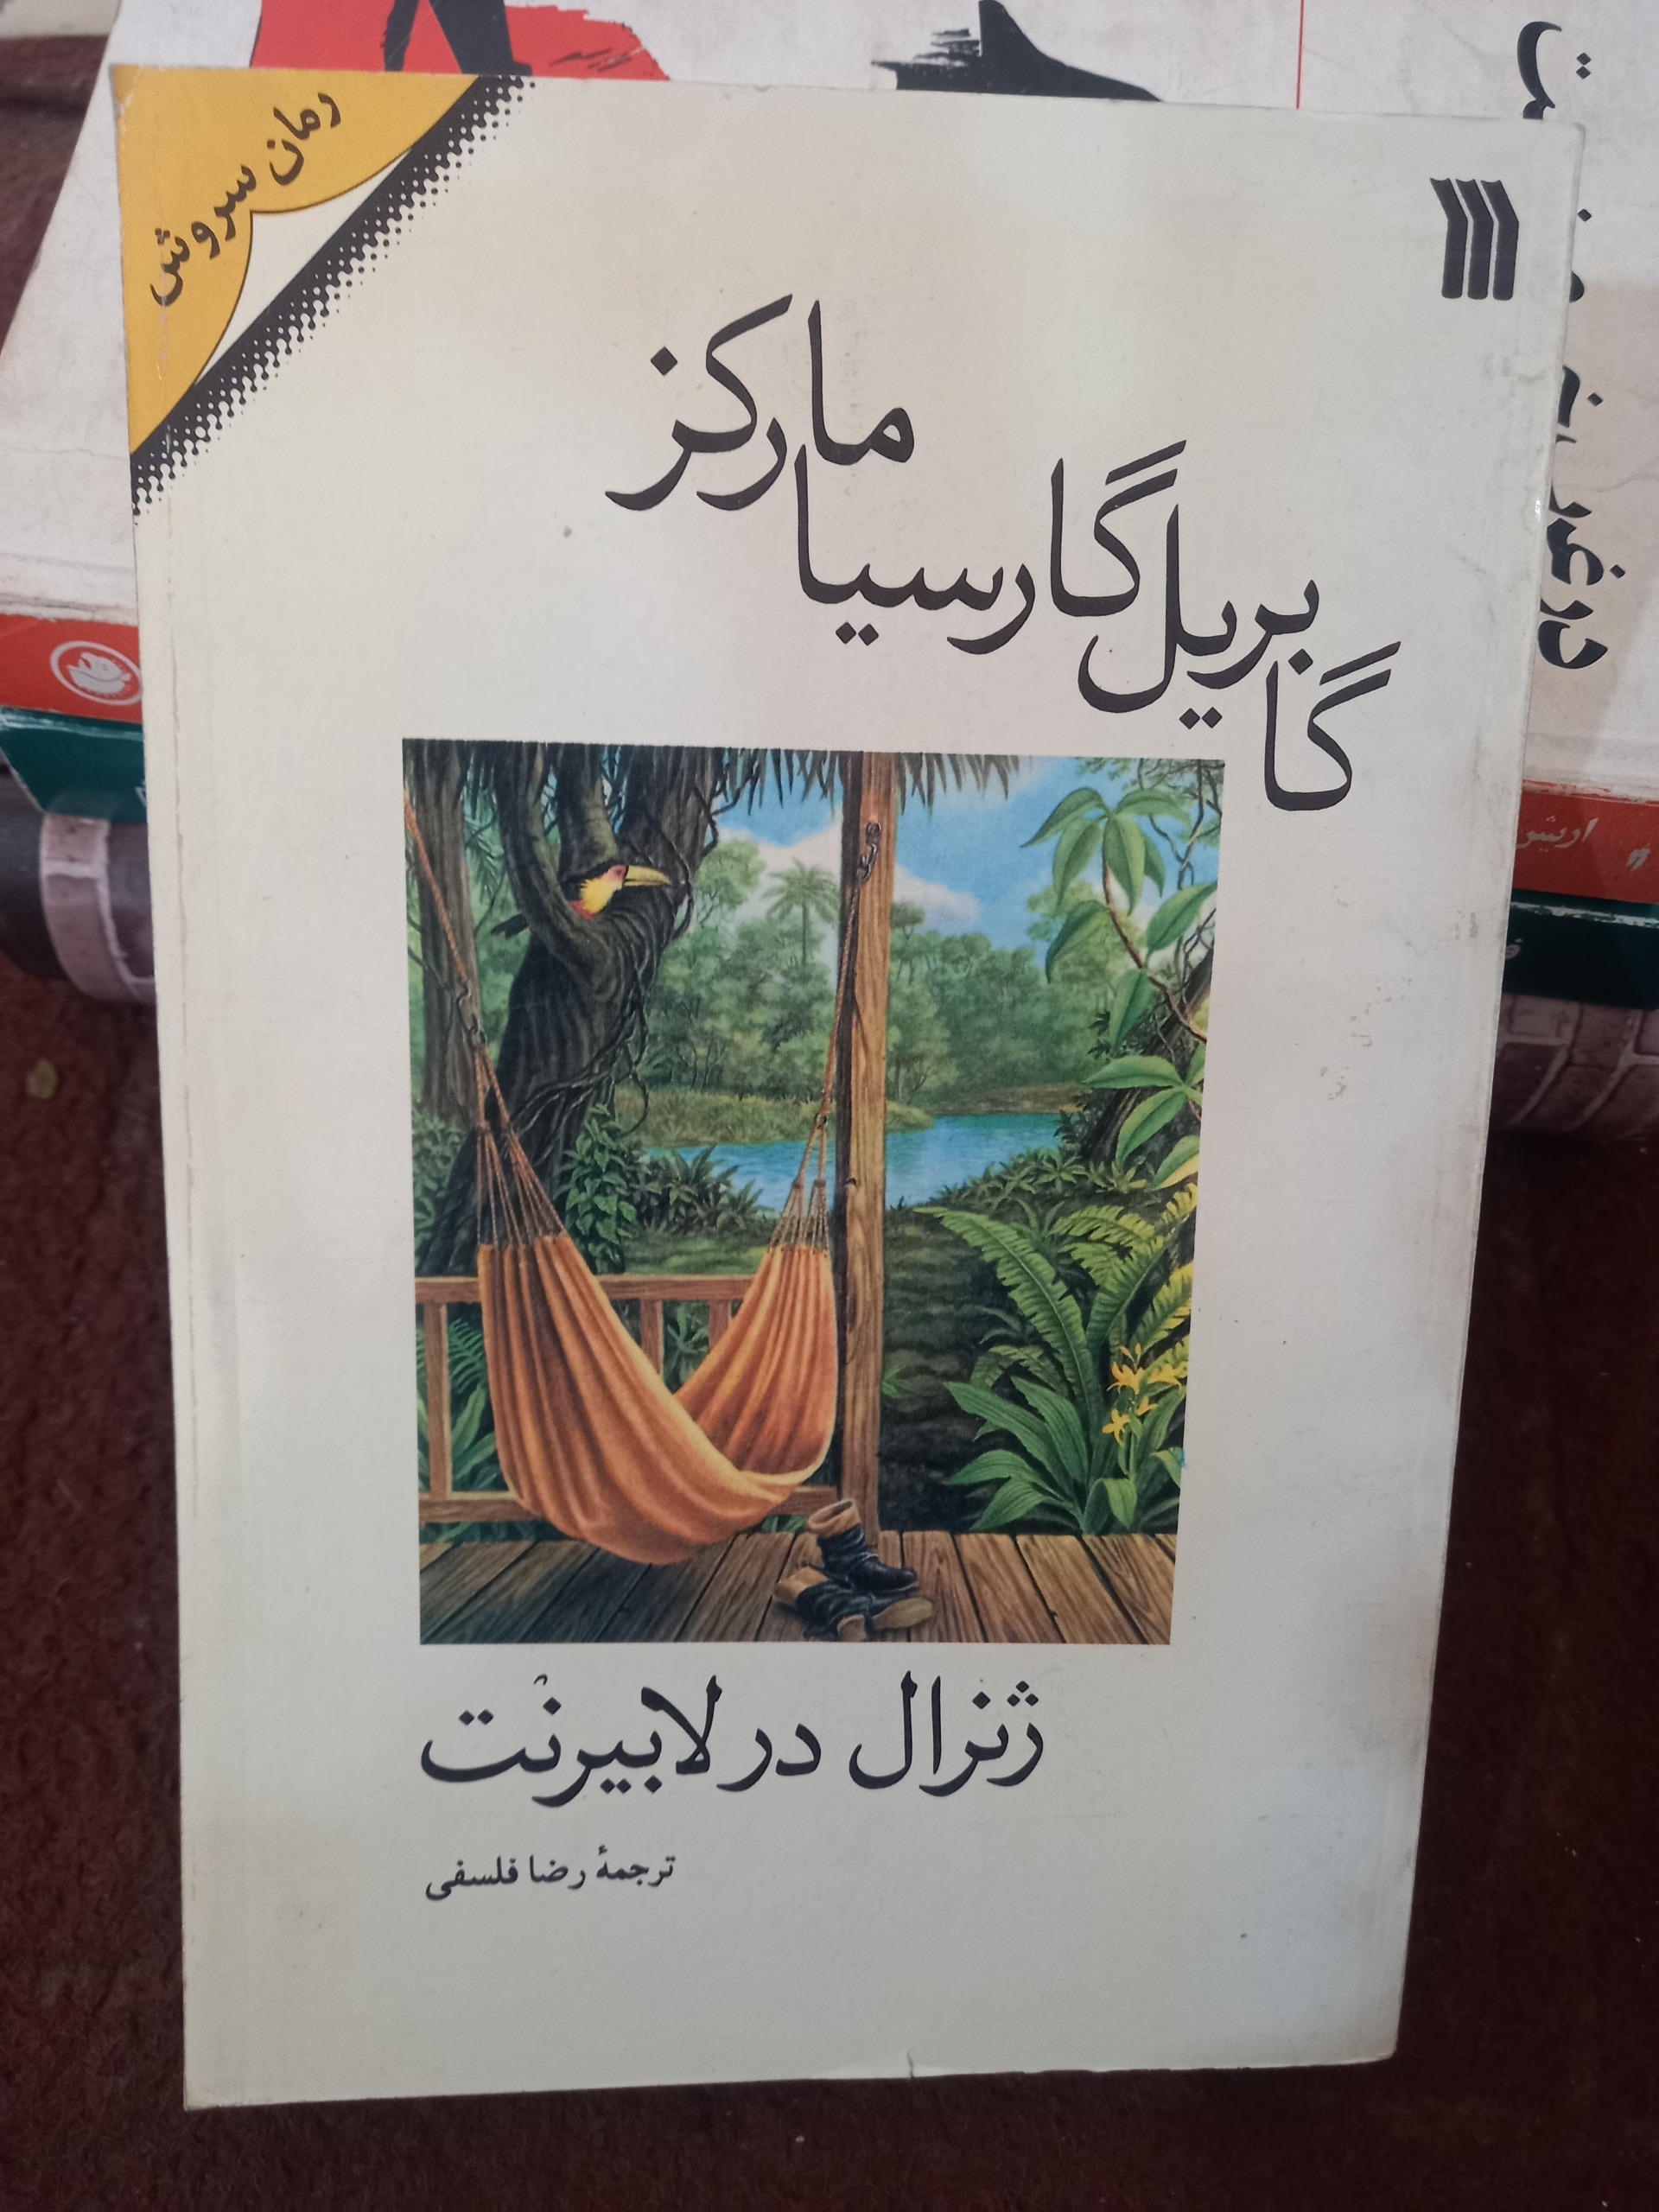 رمان سروش
گابریل گارسیا مارکز
ژنرال در لابیرنت
ترجمهٔ رضا فلسفی